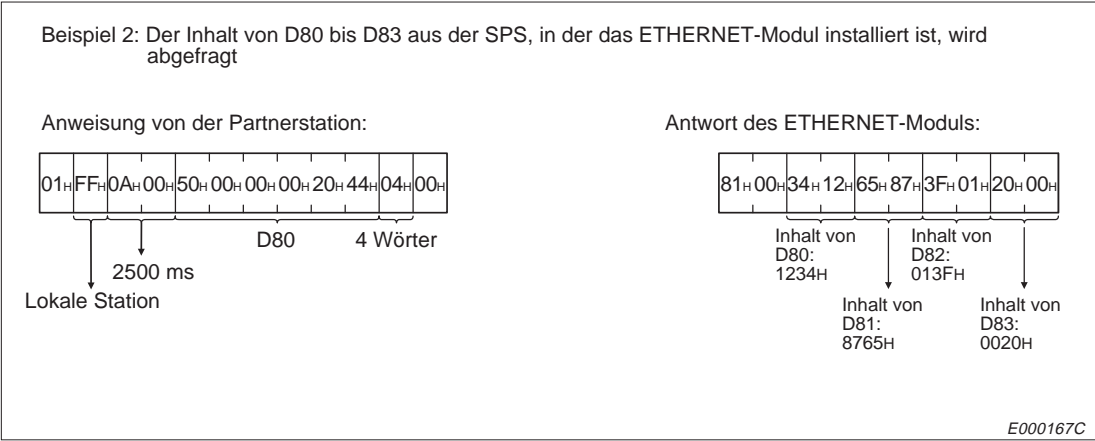 Beispiel 2: Der Inhalt von D80 bis D83 aus der SPS, in der das ETHERNET-Modul installiert ist, wird
abgefragt
Anweisung von der Partnerstation:
01H FFH 0AH 00H 50H 00H 00H 00H 20H 44H 04H 00H
D80
4 Wörter
2500 ms
Lokale Station
Antwort des ETHERNET-Moduls:
81H 00H 34H 12H 65H 87H 3FH 01H 20H 00H
Inhalt von
D80:
1234H
Inhalt von
D82:
013FH
Inhalt von
D81:
8765H
Inhalt von
D83:
0020H
E000167C